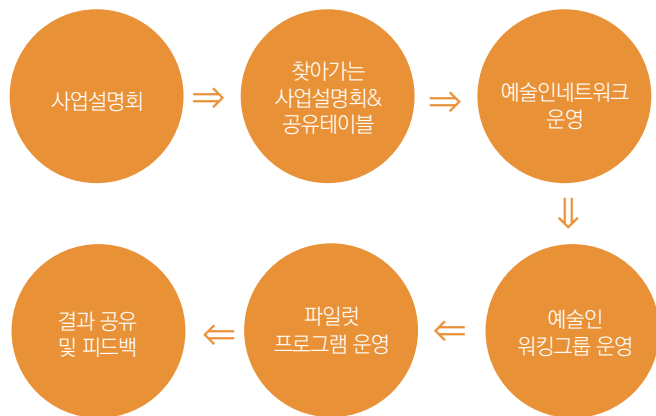 사업설명회
⇒
찾아가는
사업설명회&
공유테이블
⇒
예술인네트워크
운영
⇓
예술인
워킹그룹 운영
⇐
파일럿
프로그램 운영
⇐
결과 공유
및 피드백